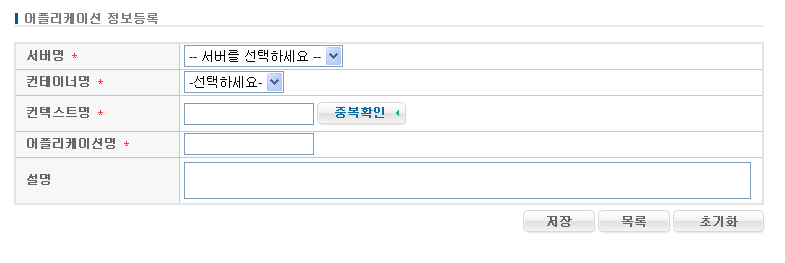 어플리케이션 정보등록
서버명 * -- 서버를 선택하세요 --
컨테이너명 * -선택하세요-
컨텍스트명 * 중복확인
어플리케이션명 *
설명
저장 목록 초기화